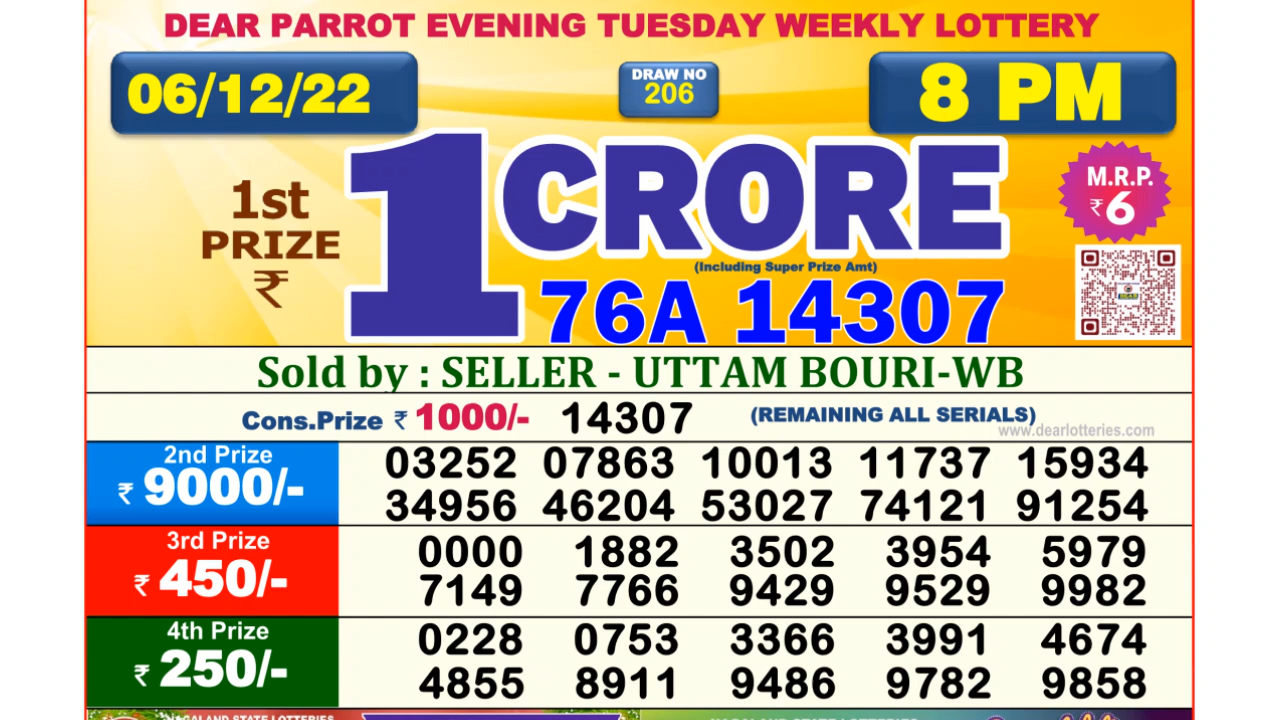 DEAR PARROT EVENING TUESDAY WEEKLY LOTTERY
06/12/22
DRAW NO
206
8 PM
1st
PRIZE
₹
1 CRORE
(Including Super Prize Amt)
M.R.P.
₹6
76A 14307
Sold by : SELLER - UTTAM BOURI-WB
Cons.Prize ₹ 1000/- 14307 (REMAINING ALL SERIALS)
www.dearlotteries.com
2nd Prize
₹ 9000/-
03252 07863 10013 11737 15934
34956 46204 53027 74121 91254
3rd Prize
₹ 450/-
0000 1882 3502 3954 5979
7149 7766 9429 9529 9982
4th Prize
₹ 250/-
0228 0753 3366 3991 4674
4855 8911 9486 9782 9858